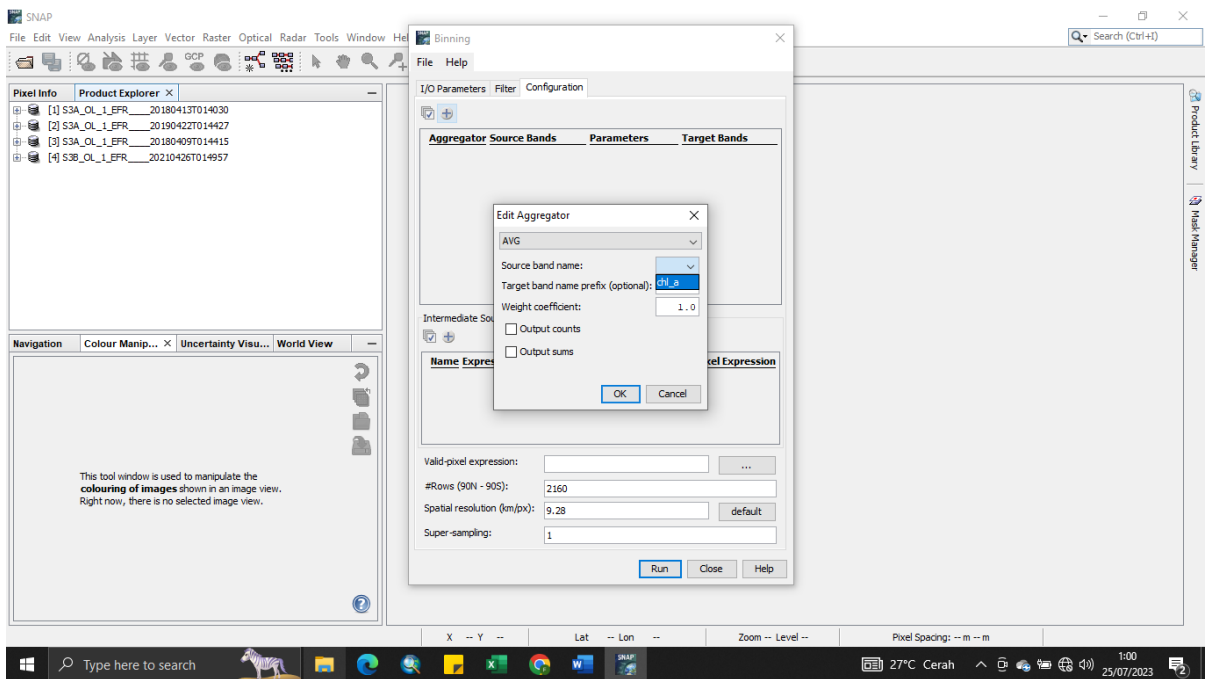 SNAP
File Edit View Analysis Layer Vector Raster Optical Radar Tools Window Hel
Search (Ctrl+I)
GCP
Pixel Info Product Explorer
[1] S3A_OL_1_EFR____20180413T014030
[2] S3A_OL_1_EFR____20190422T014427
[3] S3A_OL_1_EFR____20180409T014415
[4] S3B_OL_1_EFR____20210426T014957
Navigation Colour Manip... Uncertainty Visu... World View
This tool window is used to manipulate the
colouring of images shown in an image view.
Right now, there is no selected image view.
Binning
File Help
I/O Parameters Filter Configuration
Aggregator Source Bands Parameters Target Bands
Edit Aggregator
AVG
Source band name:
chl_a
Target band name prefix (optional):
Weight coefficient: 1.0
Output counts
Output sums
OK Cancel
Intermediate Sou
Name Expres xel Expression
Valid-pixel expression: ...
#Rows (90N - 90S): 2160
Spatial resolution (km/px): 9.28 default
Super-sampling: 1
Run Close Help
Product Library
Mask Manager
X -- Y -- Lat -- Lon -- Zoom -- Level -- Pixel Spacing: -- m -- m
Type here to search
27°C Cerah
1:00
25/07/2023
2